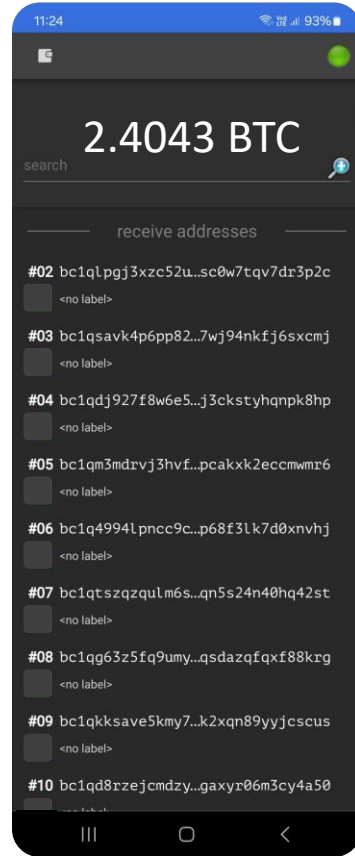 11:24 93%
2.4043 BTC
search
receive addresses
#02 bc1qlpgj3xzc52u…sc0w7tqv7dr3p2c
<no label>
#03 bc1qsavk4p6pp82…7wj94nkfj6sxcmj
<no label>
#04 bc1qdj927f8w6e5…j3ckstyhqnpk8hp
<no label>
#05 bc1qm3mdrvj3hvf…pcakxk2eccmwmr6
<no label>
#06 bc1q4994lpncc9c…p68f3lk7d0xnvhj
<no label>
#07 bc1qtszqzqulm6s…qn5s24n40hq42st
<no label>
#08 bc1qg63z5fq9umy…qsdazqfqxf88krg
<no label>
#09 bc1qkksave5kmy7…k2xqn89yyjcscus
<no label>
#10 bc1qd8rzejcmdzy…gaxyr06m3cy4a50